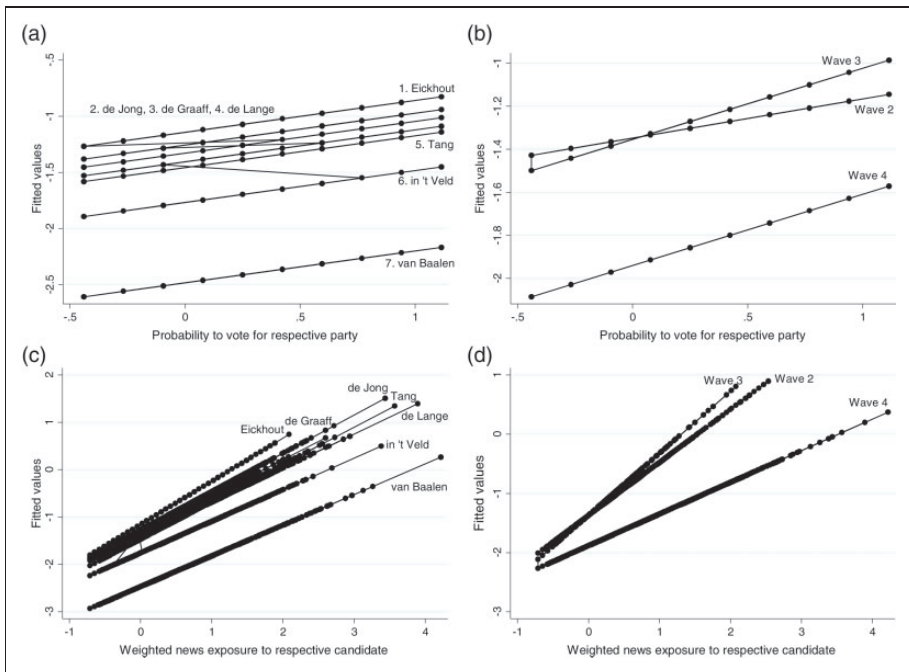 (a)
-.5
-1
-1.5
-2
-2.5
Fitted values
1. Eickhout
2. de Jong, 3. de Graaff, 4. de Lange
5. Tang
6. in 't Veld
7. van Baalen
-.5 0 .5 1
Probability to vote for respective party
(b)
-1
-1.2
-1.4
-1.6
-1.8
-2
Fitted values
Wave 3
Wave 2
Wave 4
-.5 0 .5 1
Probability to vote for respective party
(c)
2
1
0
-1
-2
-3
Fitted values
de Jong
Tang
de Graaff
de Lange
Eickhout
in 't Veld
van Baalen
-1 0 1 2 3 4
Weighted news exposure to respective candidate
(d)
1
0
-1
-2
-3
Fitted values
Wave 3
Wave 2
Wave 4
-1 0 1 2 3 4
Weighted news exposure to respective candidate